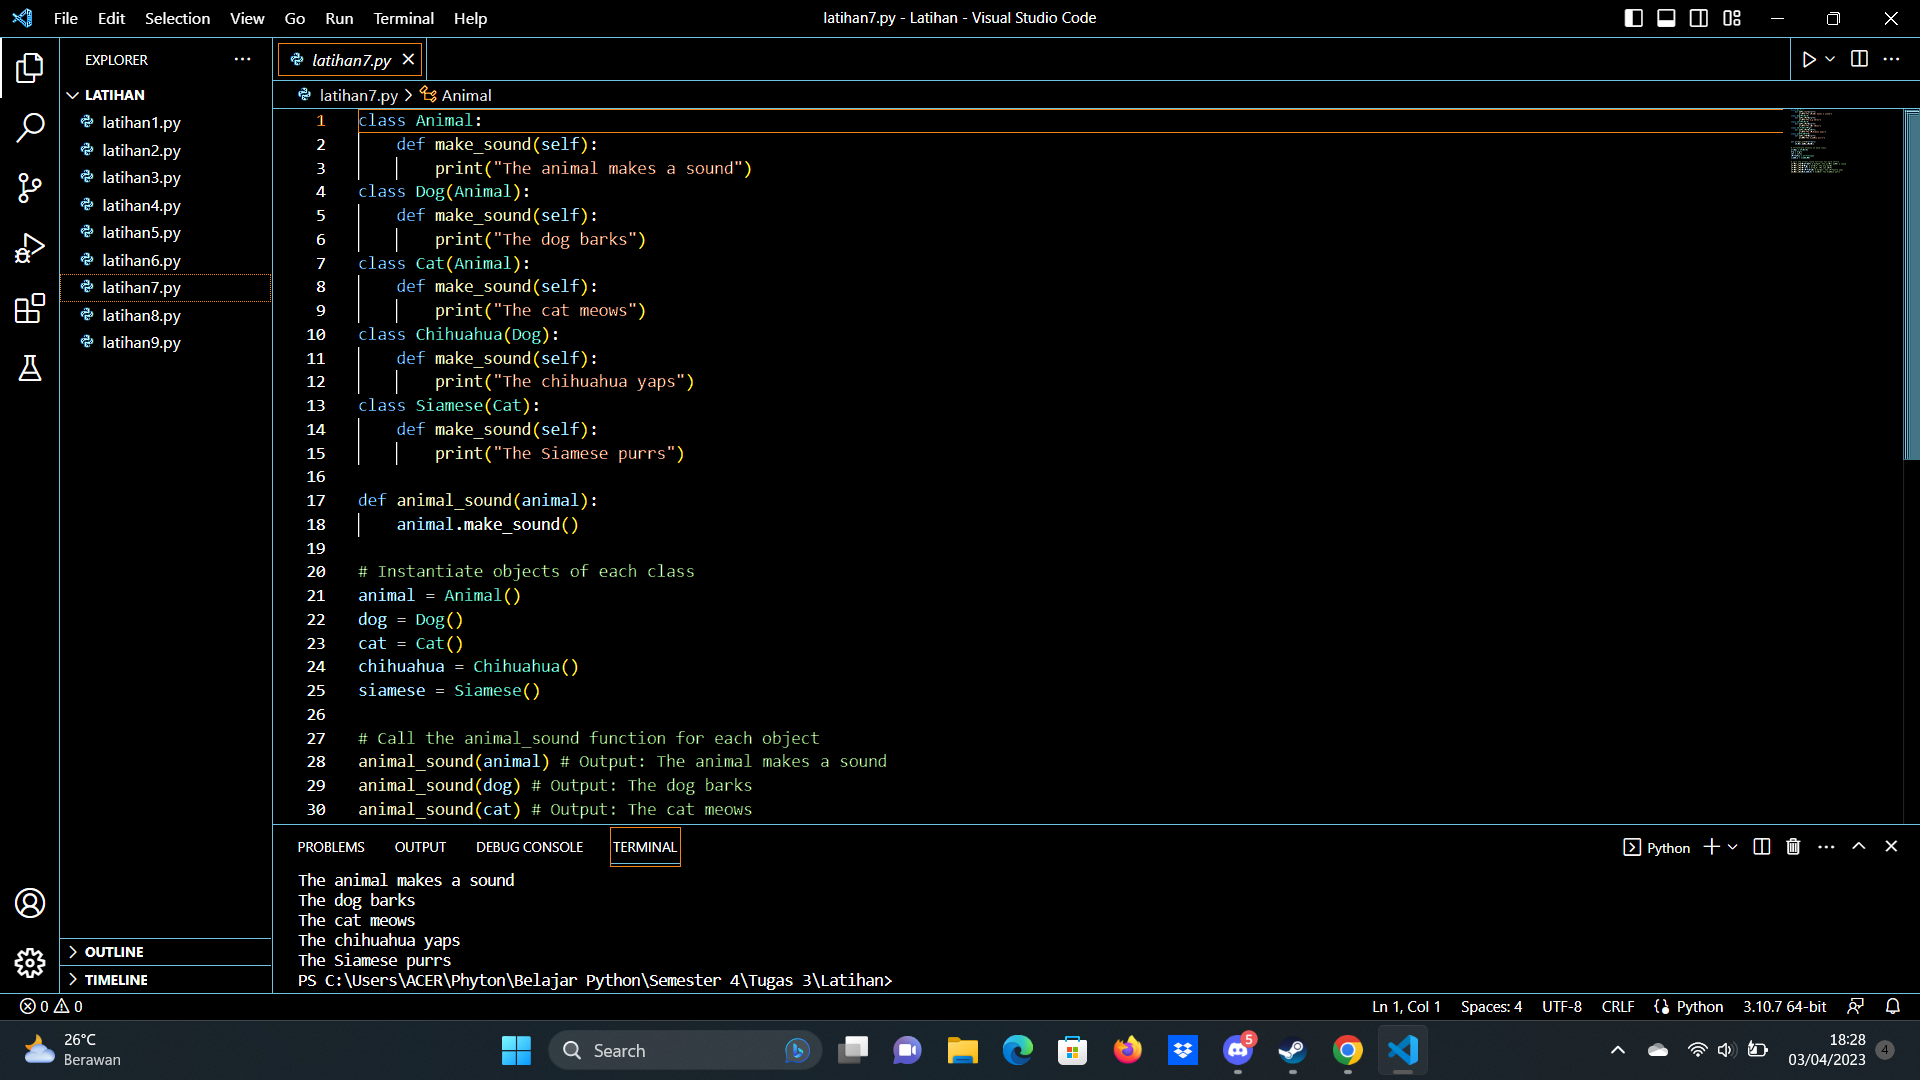 File Edit Selection View Go Run Terminal Help
latihan7.py - Latihan - Visual Studio Code
EXPLORER
LATIHAN
latihan1.py
latihan2.py
latihan3.py
latihan4.py
latihan5.py
latihan6.py
latihan7.py
latihan8.py
latihan9.py
OUTLINE
TIMELINE
latihan7.py
latihan7.py > Animal
1 class Animal:
2     def make_sound(self):
3         print("The animal makes a sound")
4 class Dog(Animal):
5     def make_sound(self):
6         print("The dog barks")
7 class Cat(Animal):
8     def make_sound(self):
9         print("The cat meows")
10 class Chihuahua(Dog):
11     def make_sound(self):
12         print("The chihuahua yaps")
13 class Siamese(Cat):
14     def make_sound(self):
15         print("The Siamese purrs")
16
17 def animal_sound(animal):
18     animal.make_sound()
19
20 # Instantiate objects of each class
21 animal = Animal()
22 dog = Dog()
23 cat = Cat()
24 chihuahua = Chihuahua()
25 siamese = Siamese()
26
27 # Call the animal_sound function for each object
28 animal_sound(animal) # Output: The animal makes a sound
29 animal_sound(dog) # Output: The dog barks
30 animal_sound(cat) # Output: The cat meows
PROBLEMS OUTPUT DEBUG CONSOLE TERMINAL
Python
The animal makes a sound
The dog barks
The cat meows
The chihuahua yaps
The Siamese purrs
PS C:\Users\ACER\Phyton\Belajar Python\Semester 4\Tugas 3\Latihan>
0 0
Ln 1, Col 1 Spaces: 4 UTF-8 CRLF Python 3.10.7 64-bit
26°C
Berawan
Search
5
18:28
03/04/2023
4